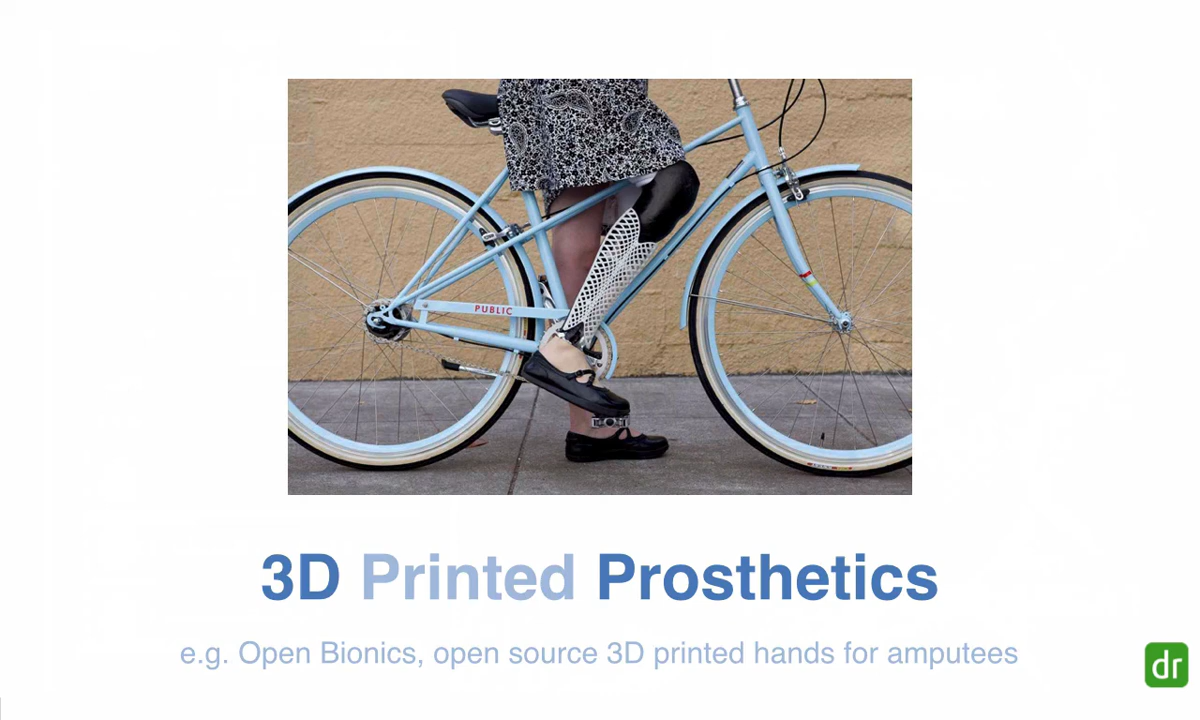 PUBLIC
3D Printed Prosthetics
e.g. Open Bionics, open source 3D printed hands for amputees
dr